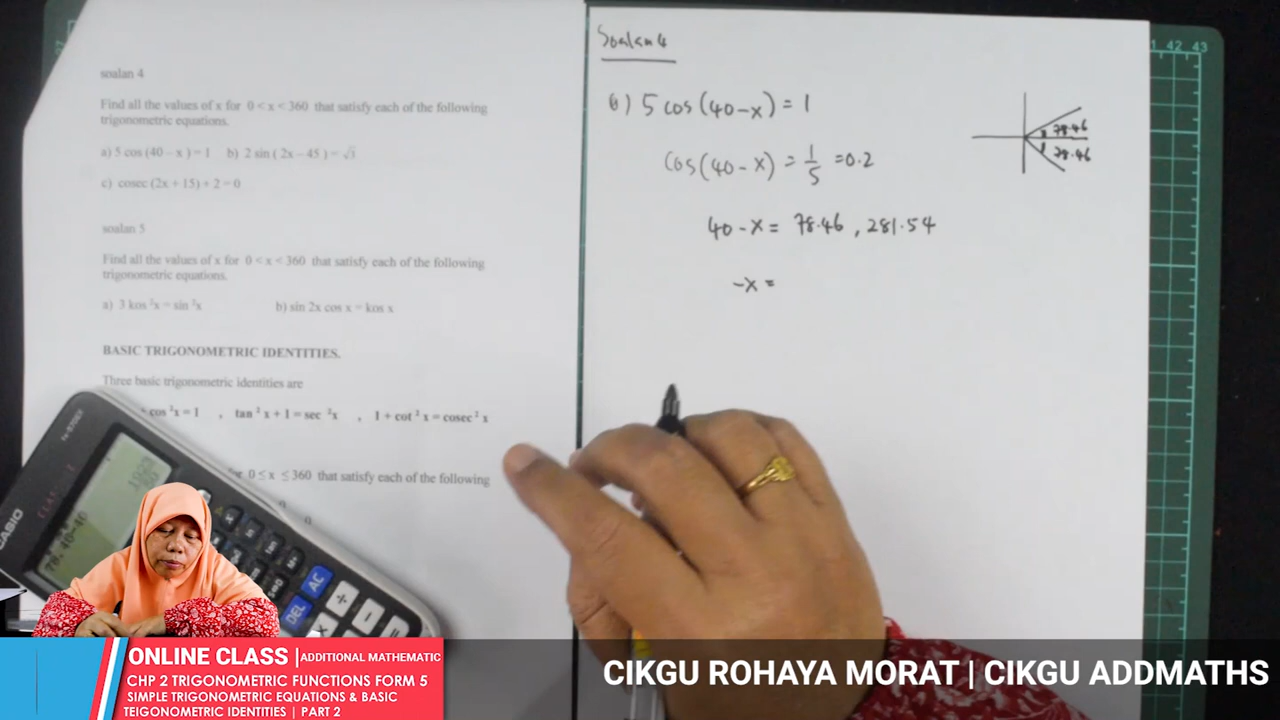 soalan 4
Find all the values of x for 0 < x < 360 that satisfy each of the following
trigonometric equations.
a) 5 cos (40 – x ) = 1 b) 2 sin ( 2x – 45 ) = √3
c) cosec (2x + 15) + 2 = 0
soalan 5
Find all the values of x for 0 < x < 360 that satisfy each of the following
trigonometric equations.
a) 3 kos ²x = sin ²x b) sin 2x cos x = kos x
BASIC TRIGONOMETRIC IDENTITIES.
Three basic trigonometric identities are
cos ²x = 1 , tan ² x + 1 = sec ²x , 1 + cot ² x = cosec ² x
for 0 ≤ x ≤ 360 that satisfy each of the following
Soalan 4
5 cos(40-x) = 1
cos(40-x) = 1/5 = 0.2
40-x = 78.46, 281.54
-x =
78.46
78.46
42 43
CASIO
78.46-40
AC
DEL
ONLINE CLASS | ADDITIONAL MATHEMATIC
CHP 2 TRIGONOMETRIC FUNCTIONS FORM 5
SIMPLE TRIGONOMETRIC EQUATIONS & BASIC
TEIGONOMETRIC IDENTITIES | PART 2
CIKGU ROHAYA MORAT | CIKGU ADDMATHS